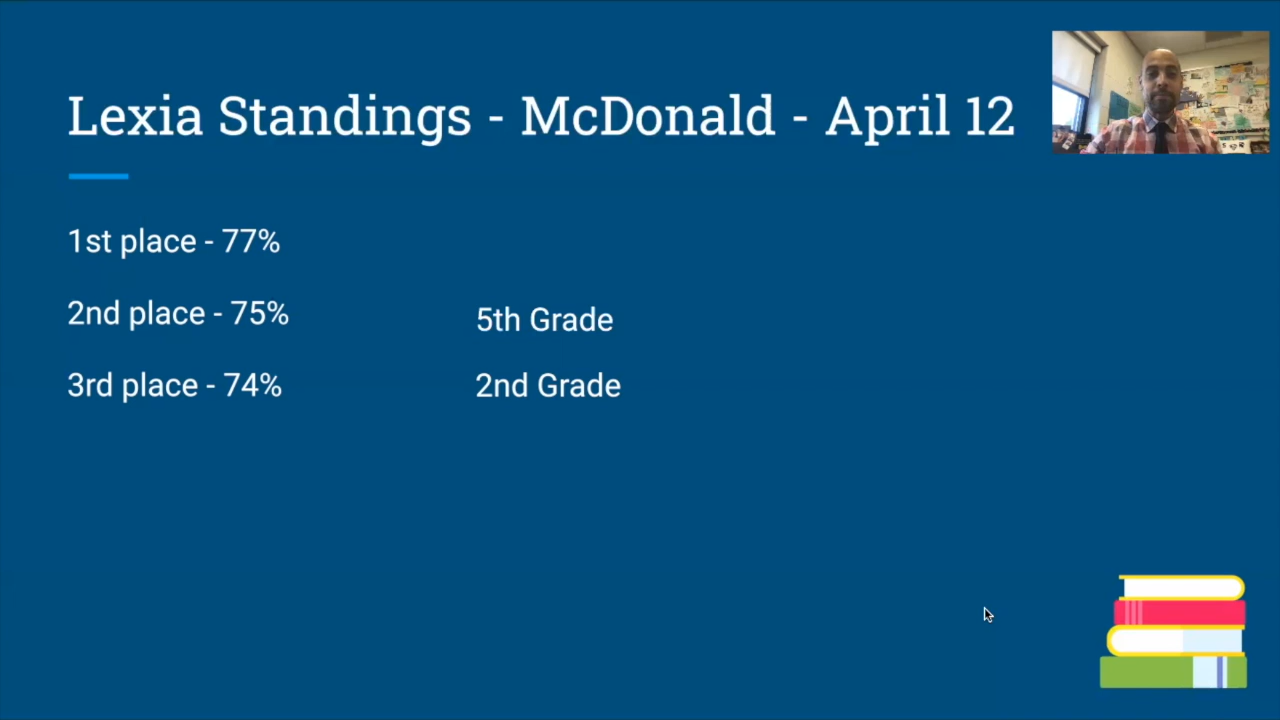 Lexia Standings - McDonald - April 12
1st place - 77%
2nd place - 75%
5th Grade
3rd place - 74%
2nd Grade